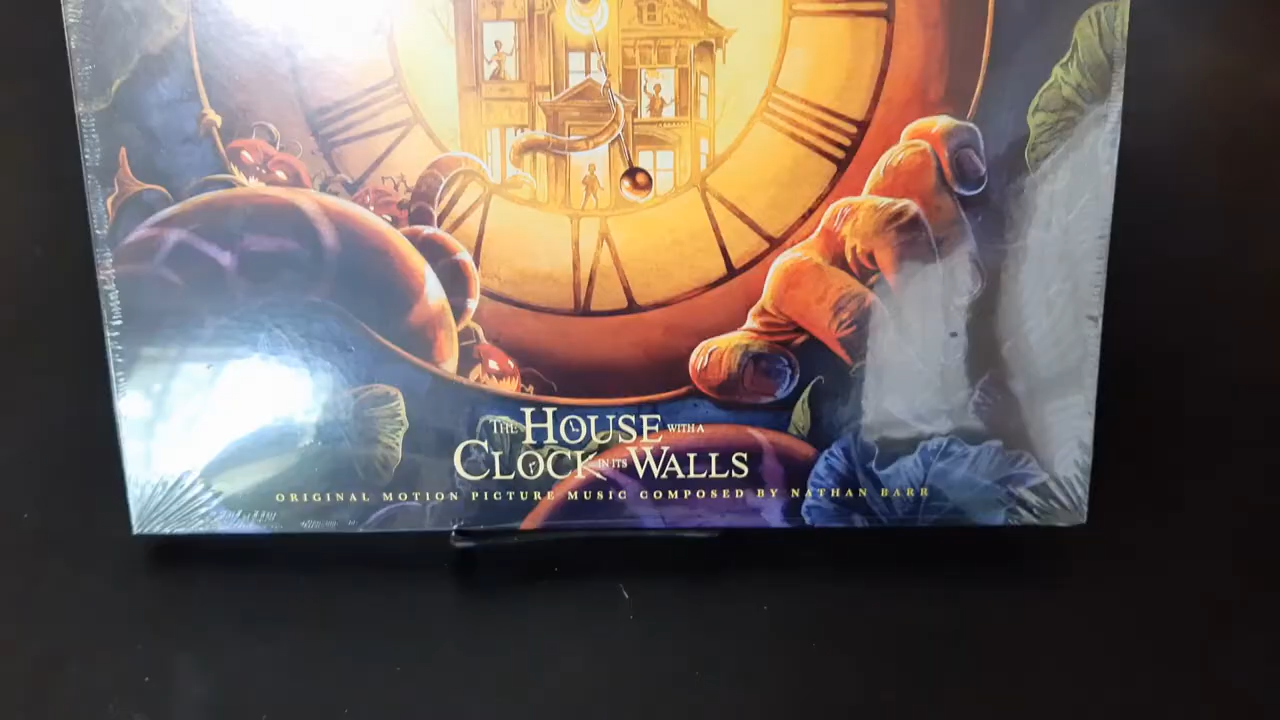 THE HOUSE WITH A
CLOCK IN ITS WALLS
ORIGINAL MOTION PICTURE MUSIC COMPOSED BY NATHAN BARR